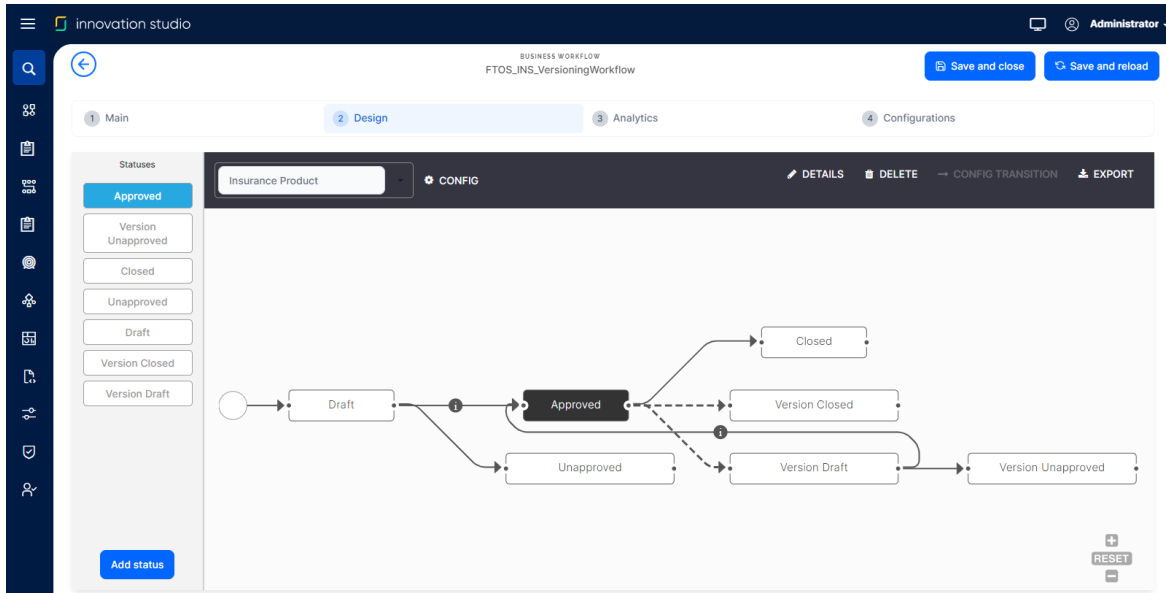 innovation studio
Administrator
BUSINESS WORKFLOW
FTOS_INS_VersioningWorkflow
Save and close
Save and reload
1 Main
2 Design
3 Analytics
4 Configurations
Statuses
Approved
Version
Unapproved
Closed
Unapproved
Draft
Version Closed
Version Draft
Add status
Insurance Product
CONFIG
DETAILS
DELETE
CONFIG TRANSITION
EXPORT
Closed
Draft
Approved
Version Closed
Unapproved
Version Draft
Version Unapproved
RESET